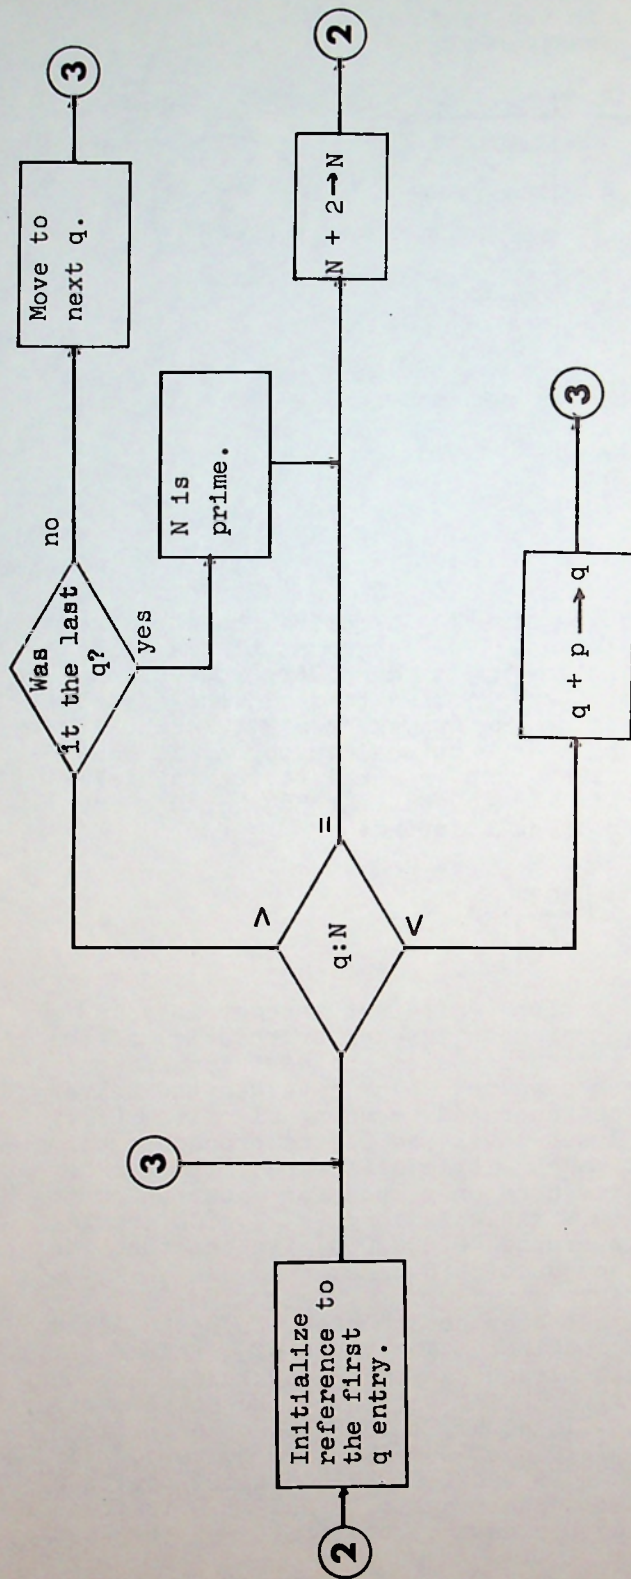 2
Initialize
reference to
the first
q entry.
3
q:N
>
=
<
Was
it the last
q?
no
yes
Move to
next q.
3
N is
prime.
N + 2→N
2
q + p → q
3